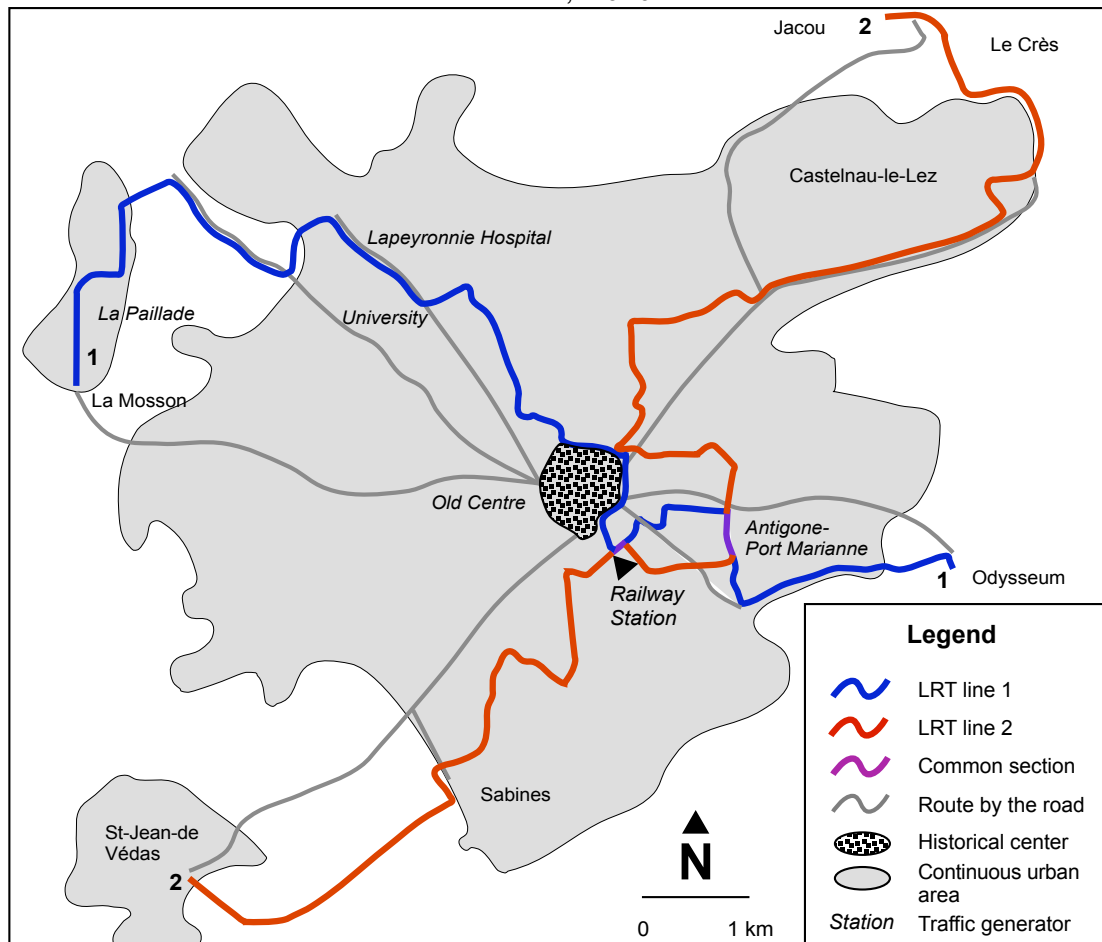 Jacou
2
Le Crès
Castelnau-le-Lez
Lapeyronnie Hospital
University
La Paillade
1
La Mosson
Old Centre
Antigone-
Port Marianne
1
Odysseum
Railway
Station
Sabines
St-Jean-de
Védas
2
N
0 1 km
Legend
LRT line 1
LRT line 2
Common section
Route by the road
Historical center
Continuous urban
area
Station Traffic generator